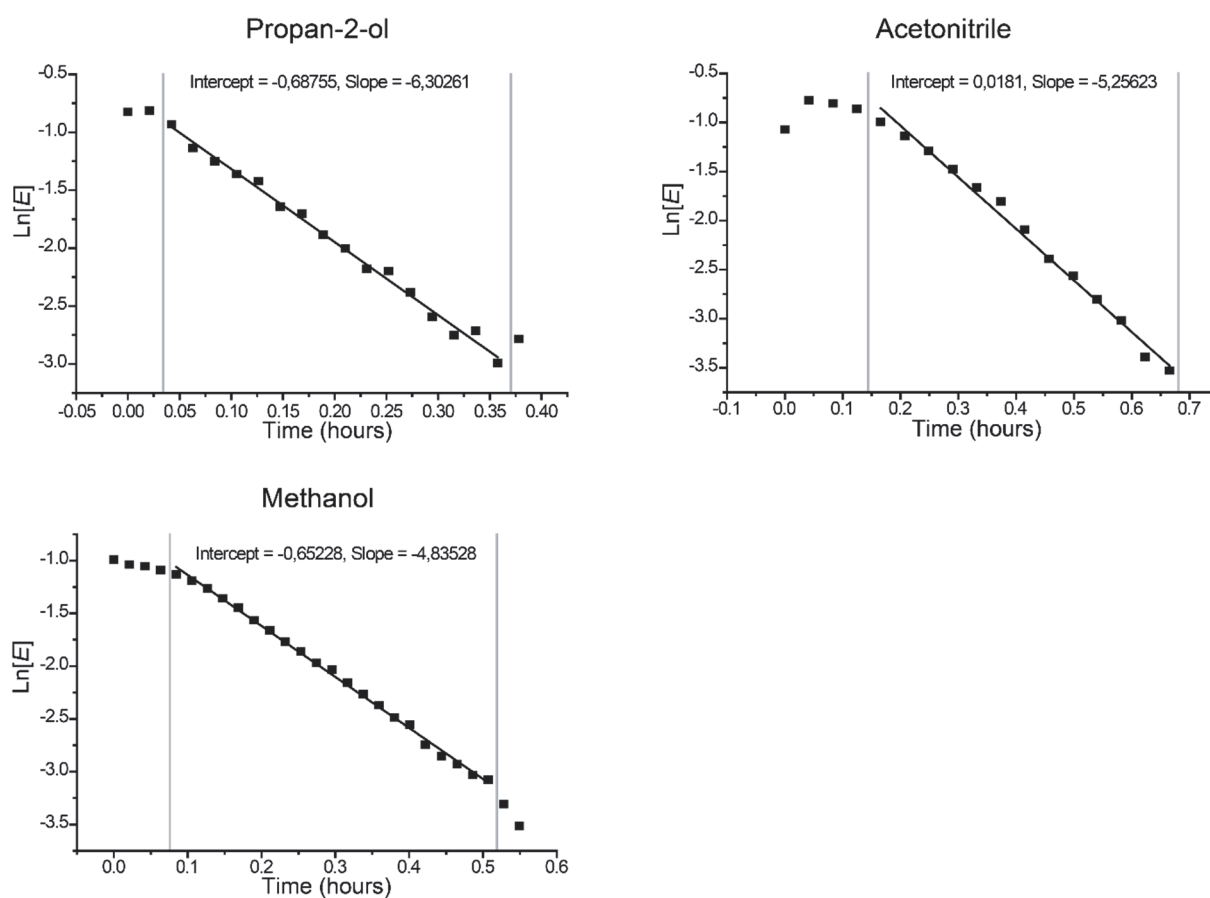 Propan-2-ol
Intercept = -0,68755, Slope = -6,30261
Ln[E]
-0.5
-1.0
-1.5
-2.0
-2.5
-3.0
-0.05 0.00 0.05 0.10 0.15 0.20 0.25 0.30 0.35 0.40
Time (hours)
Acetonitrile
Intercept = 0,0181, Slope = -5,25623
Ln[E]
-0.5
-1.0
-1.5
-2.0
-2.5
-3.0
-3.5
-0.1 0.0 0.1 0.2 0.3 0.4 0.5 0.6 0.7
Time (hours)
Methanol
Intercept = -0,65228, Slope = -4,83528
Ln[E]
-1.0
-1.5
-2.0
-2.5
-3.0
-3.5
0.0 0.1 0.2 0.3 0.4 0.5 0.6
Time (hours)